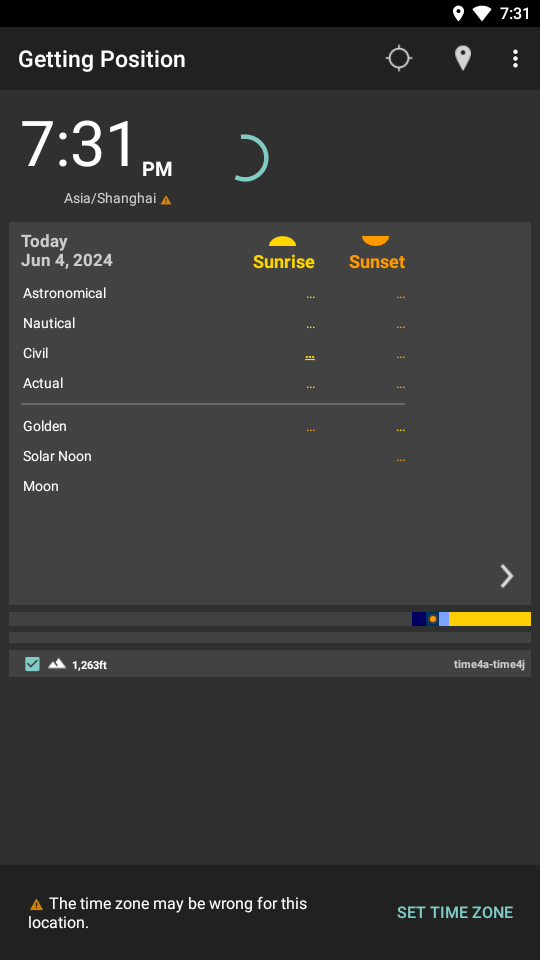 7:31
Getting Position
7:31 PM
Asia/Shanghai
Today
Jun 4, 2024
Sunrise Sunset
Astronomical ... ...
Nautical ... ...
Civil ... ...
Actual ... ...
Golden ... ...
Solar Noon ...
Moon
1,263ft time4a-time4j
The time zone may be wrong for this
location.
SET TIME ZONE